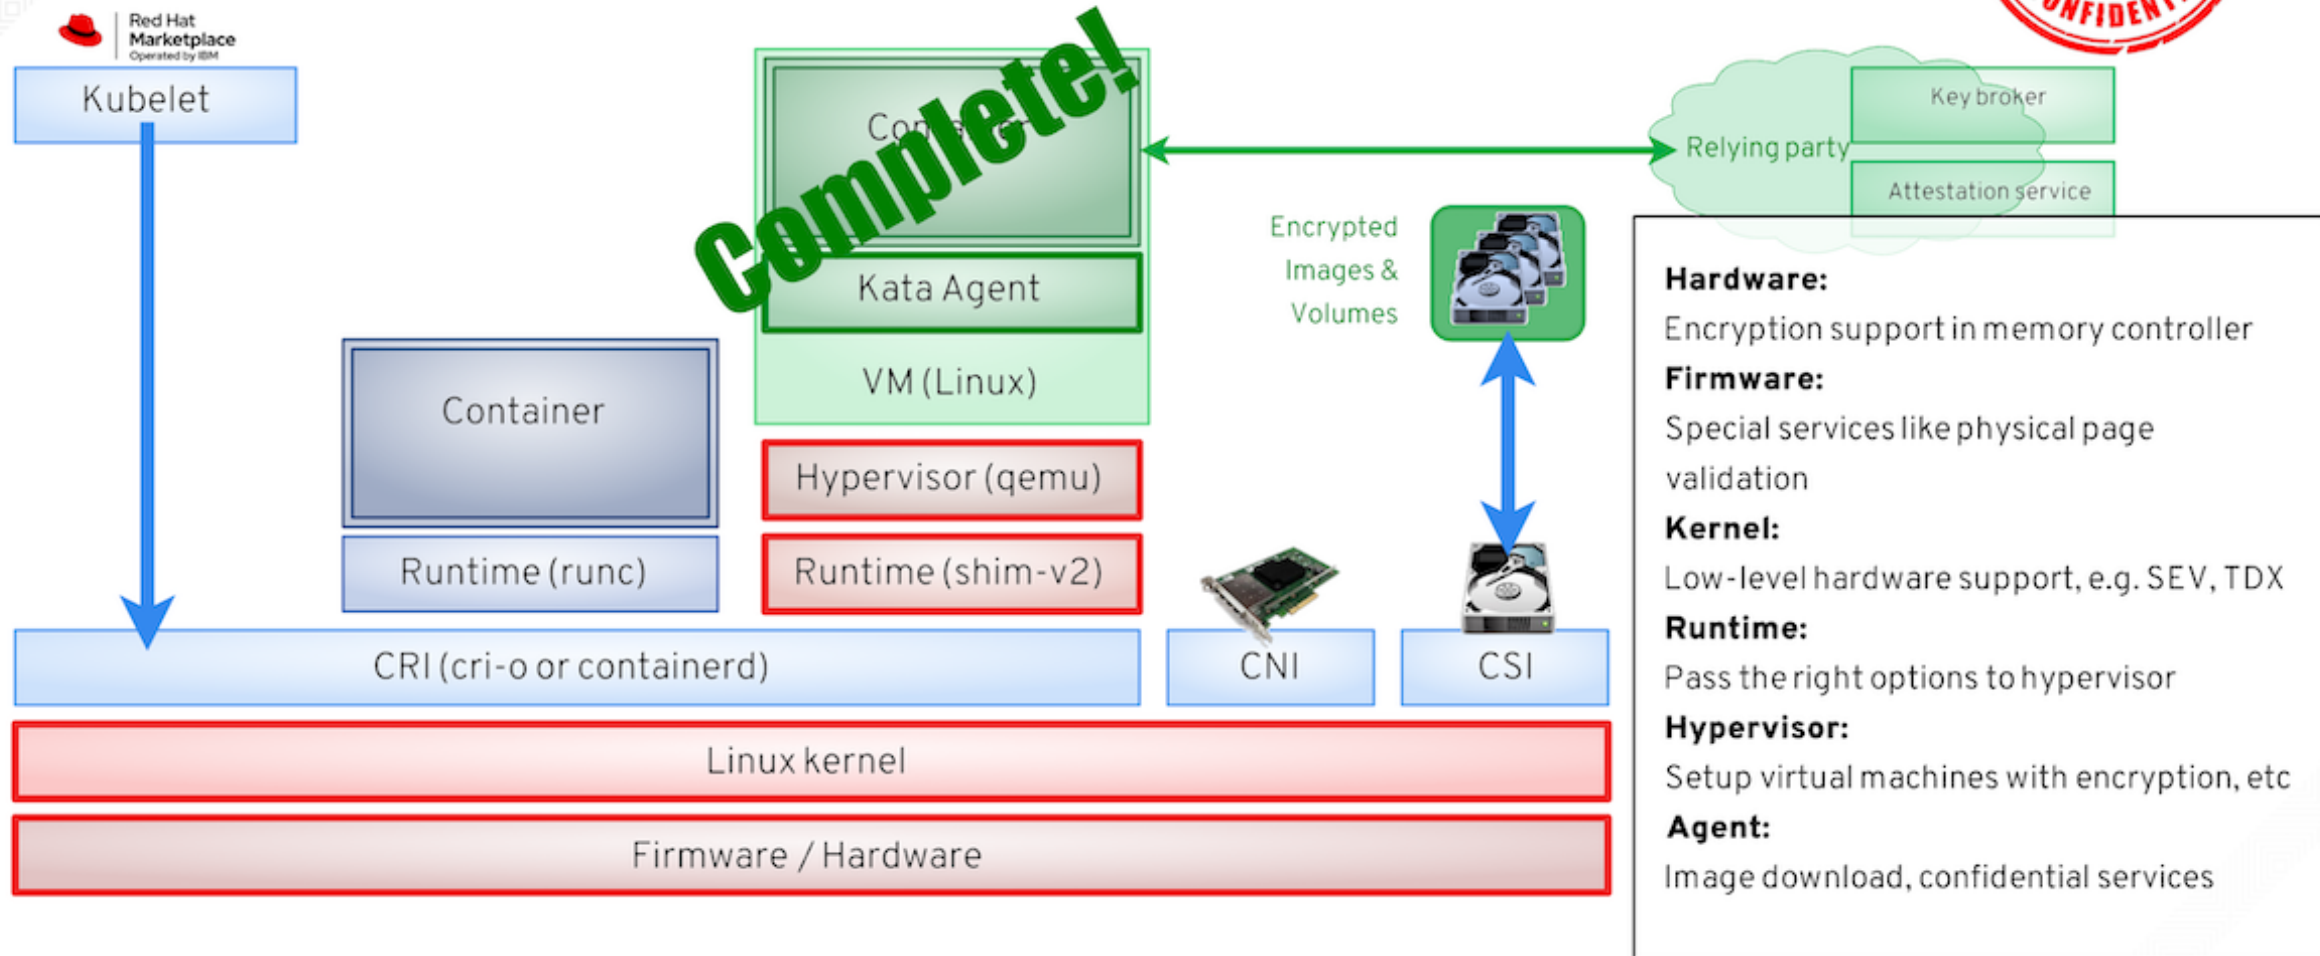 Red Hat
Marketplace
Operated by IBM
Kubelet
Complete!
Key broker
Relying party
Attestation service
Encrypted
Images &
Volumes
Kata Agent
VM (Linux)
Container
Hypervisor (qemu)
Runtime (runc)
Runtime (shim-v2)
CRI (cri-o or containerd)
CNI
CSI
Linux kernel
Firmware / Hardware
Hardware:
Encryption support in memory controller
Firmware:
Special services like physical page
validation
Kernel:
Low-level hardware support, e.g. SEV, TDX
Runtime:
Pass the right options to hypervisor
Hypervisor:
Setup virtual machines with encryption, etc
Agent:
Image download, confidential services